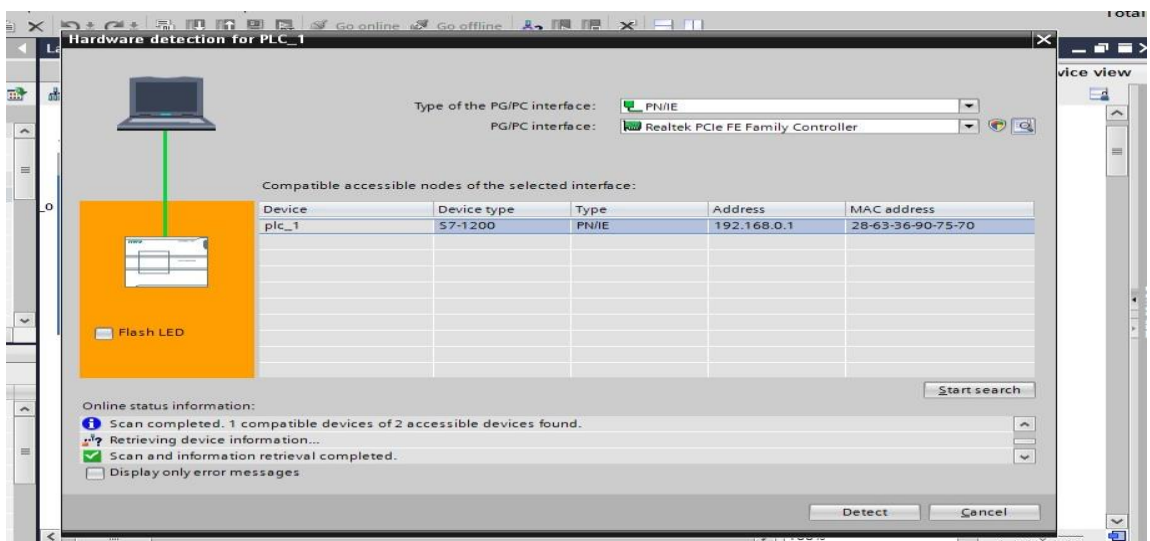 Total
Go online Go offline
Hardware detection for PLC_1
vice view
Type of the PG/PC interface: PN/IE
PG/PC interface: Realtek PCIe FE Family Controller
Compatible accessible nodes of the selected interface:
Device Device type Type Address MAC address
plc_1 S7-1200 PN/IE 192.168.0.1 28-63-36-90-75-70
Flash LED
Start search
Online status information:
Scan completed. 1 compatible devices of 2 accessible devices found.
Retrieving device information...
Scan and information retrieval completed.
Display only error messages
Detect Cancel